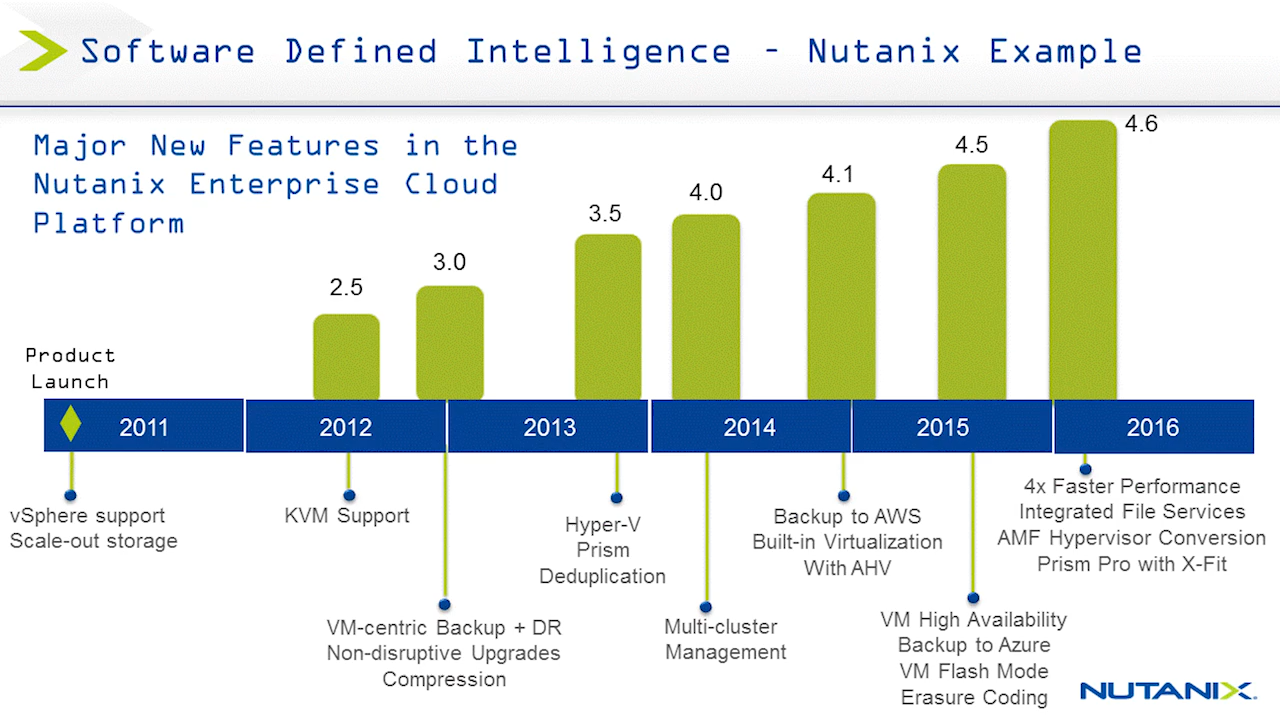 Software Defined Intelligence - Nutanix Example
Major New Features in the
Nutanix Enterprise Cloud
Platform
2.5
3.0
3.5
4.0
4.1
4.5
4.6
Product
Launch
2011
2012
2013
2014
2015
2016
vSphere support
Scale-out storage
KVM Support
VM-centric Backup + DR
Non-disruptive Upgrades
Compression
Hyper-V
Prism
Deduplication
Multi-cluster
Management
Backup to AWS
Built-in Virtualization
With AHV
VM High Availability
Backup to Azure
VM Flash Mode
Erasure Coding
4x Faster Performance
Integrated File Services
AMF Hypervisor Conversion
Prism Pro with X-Fit
NUTANIX.